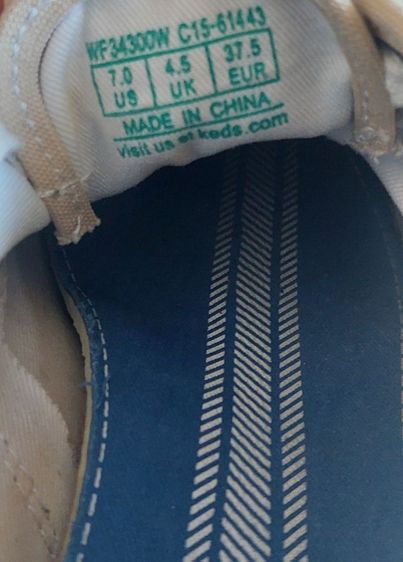 WF34300W C15-61443
7.0 4.5 37.5
US UK EUR
MADE IN CHINA
visit us at keds.com